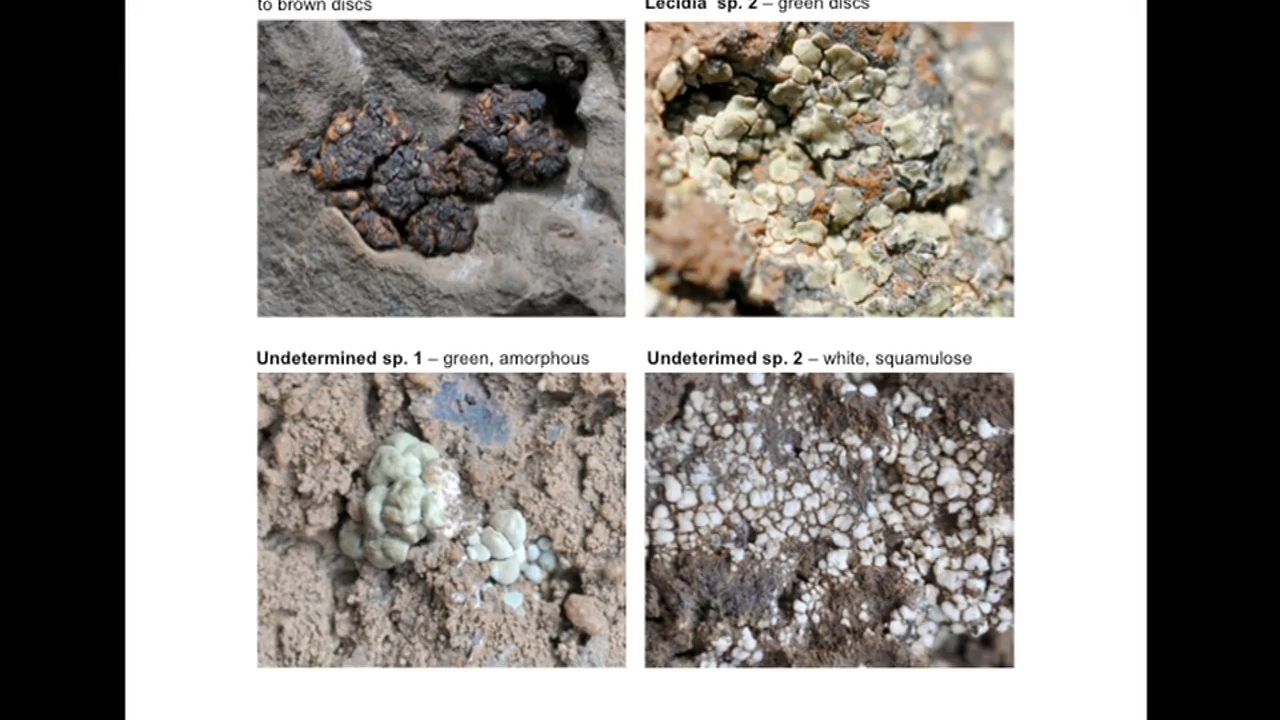 to brown discs
Lecidia sp. 2 – green discs
Undetermined sp. 1 – green, amorphous
Undeterimed sp. 2 – white, squamulose